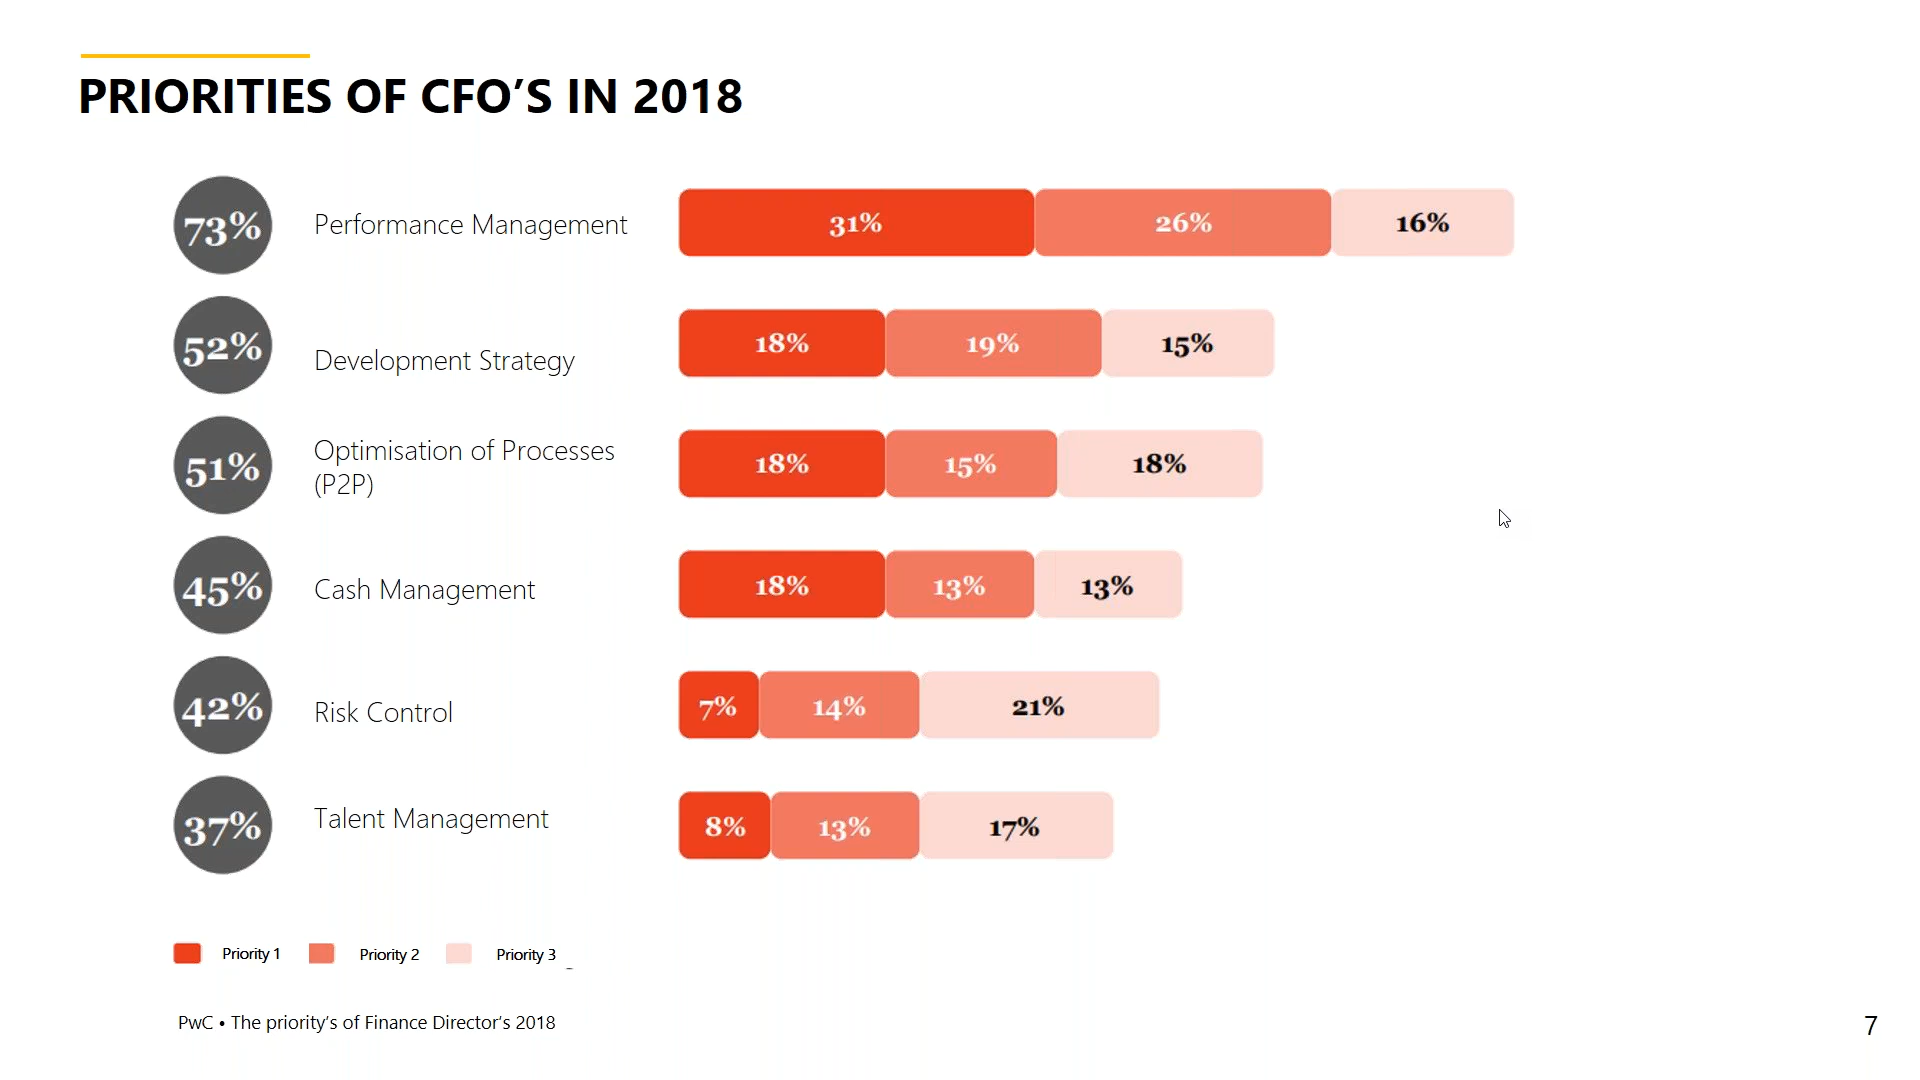 PRIORITIES OF CFO’S IN 2018
73%
Performance Management
31%
26%
16%
52%
Development Strategy
18%
19%
15%
51%
Optimisation of Processes
(P2P)
18%
15%
18%
45%
Cash Management
18%
13%
13%
42%
Risk Control
7%
14%
21%
37%
Talent Management
8%
13%
17%
Priority 1
Priority 2
Priority 3
PwC • The priority’s of Finance Director’s 2018
7